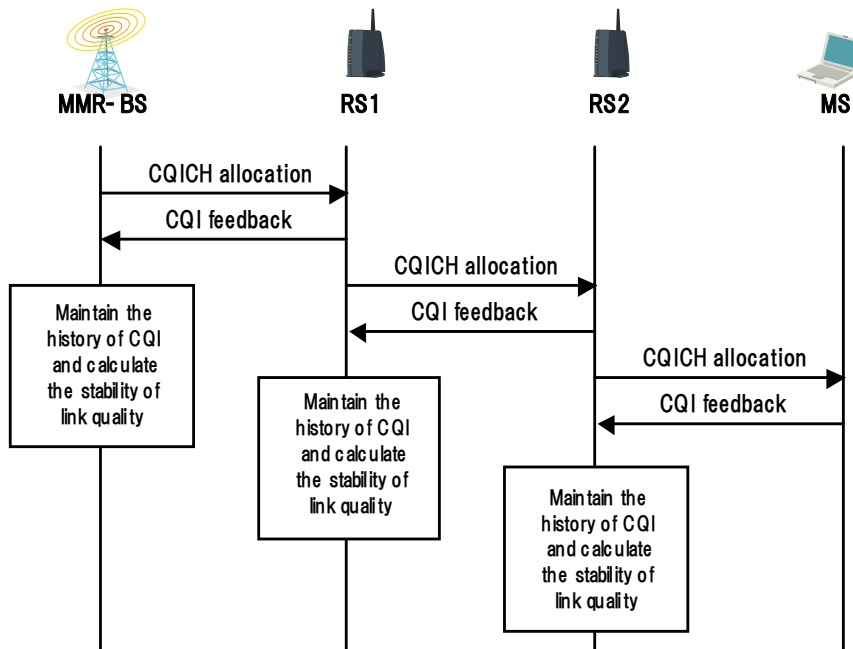 MMR- BS
RS1
RS2
MS
CQICH allocation
CQI feedback
CQICH allocation
CQI feedback
Maintain the
history of CQI
and calculate
the stability of
link quality
CQICH allocation
CQI feedback
Maintain the
history of CQI
and calculate
the stability of
link quality
Maintain the
history of CQI
and calculate
the stability of
link quality